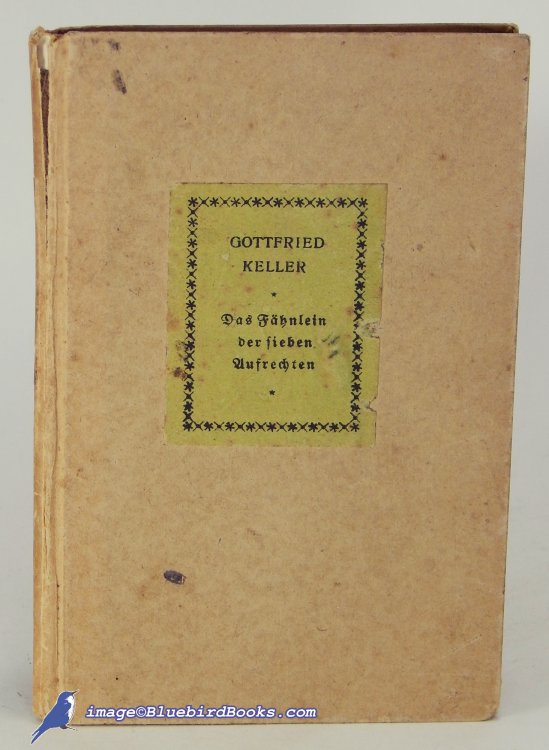 GOTTFRIED
KELLER
*
Das Fähnlein
der sieben
Aufrechten
*
image©BluebirdBooks.com